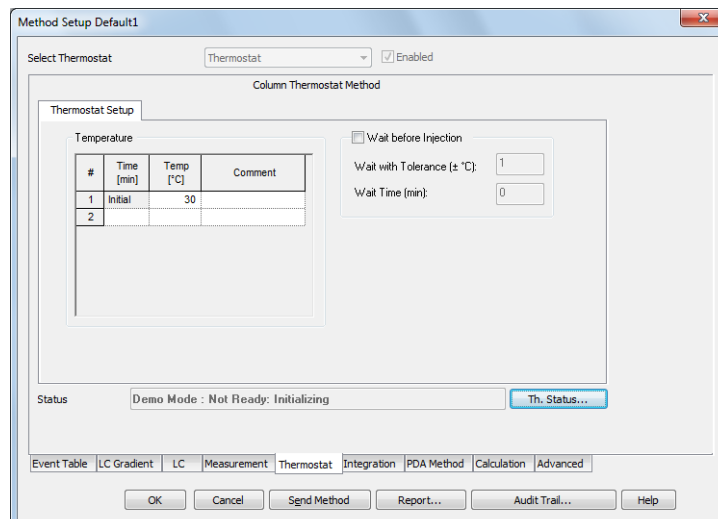 Method Setup Default1
Select Thermostat Thermostat Enabled
Column Thermostat Method
Thermostat Setup
Temperature
# Time [min] Temp [°C] Comment
1 Initial 30
2
Wait before Injection
Wait with Tolerance (± °C): 1
Wait Time (min): 0
Status Demo Mode : Not Ready: Initializing Th. Status...
Event Table LC Gradient LC Measurement Thermostat Integration PDA Method Calculation Advanced
OK Cancel Send Method Report... Audit Trail... Help